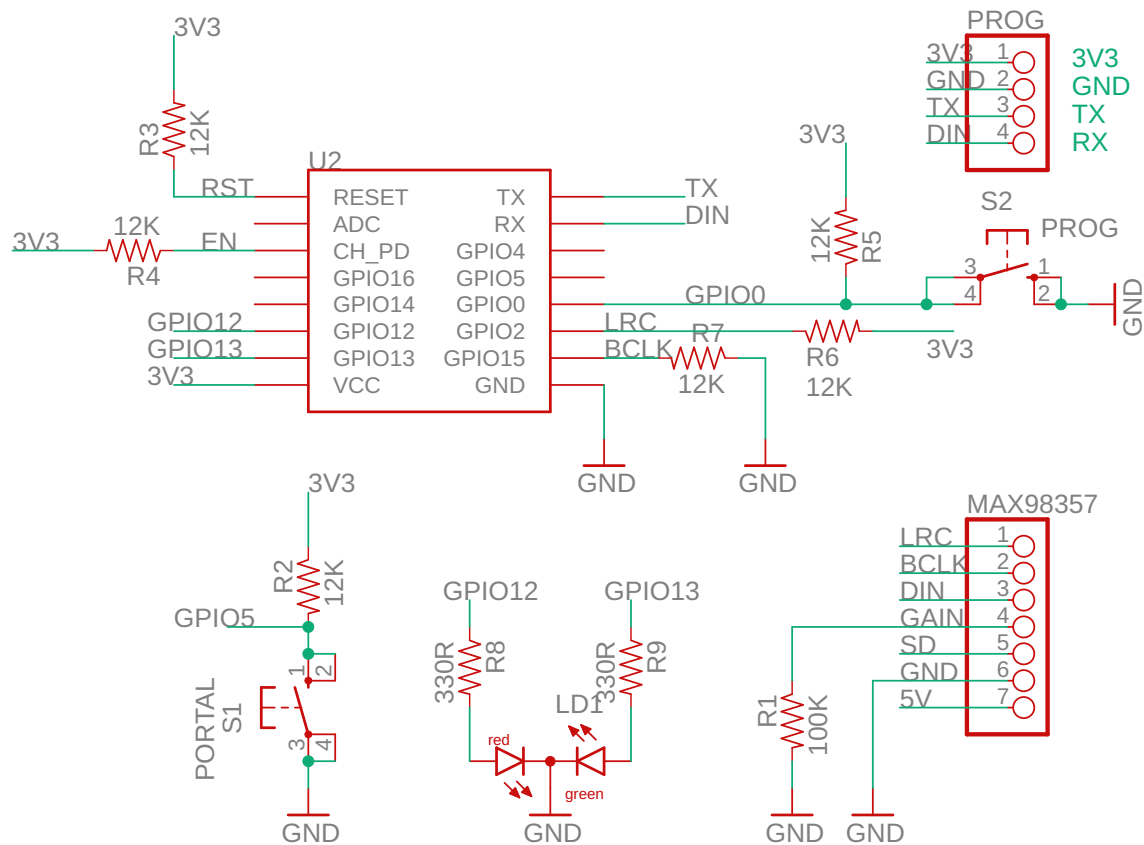 3V3
R3
12K
RST
12K
3V3
EN
R4
GPIO12
GPIO13
3V3
U2
RESET
ADC
CH_PD
GPIO16
GPIO14
GPIO12
GPIO13
VCC
TX
RX
GPIO4
GPIO5
GPIO0
GPIO2
GPIO15
GND
TX
DIN
GPIO0
LRC
BCLK
R7
12K
GND
GND
3V3
12K
R5
R6
12K
3V3
PROG
3V3 1 3V3
GND 2 GND
TX 3 TX
DIN 4 RX
S2
PROG
3 1
4 2
GND
3V3
R2
12K
GPIO5
1 2
PORTAL
S1
3 4
GND
GPIO12
GPIO13
330R
R8
330R
R9
LD1
red
green
GND
MAX98357
LRC 1
BCLK 2
DIN 3
GAIN 4
SD 5
GND 6
5V 7
R1
100K
GND
GND